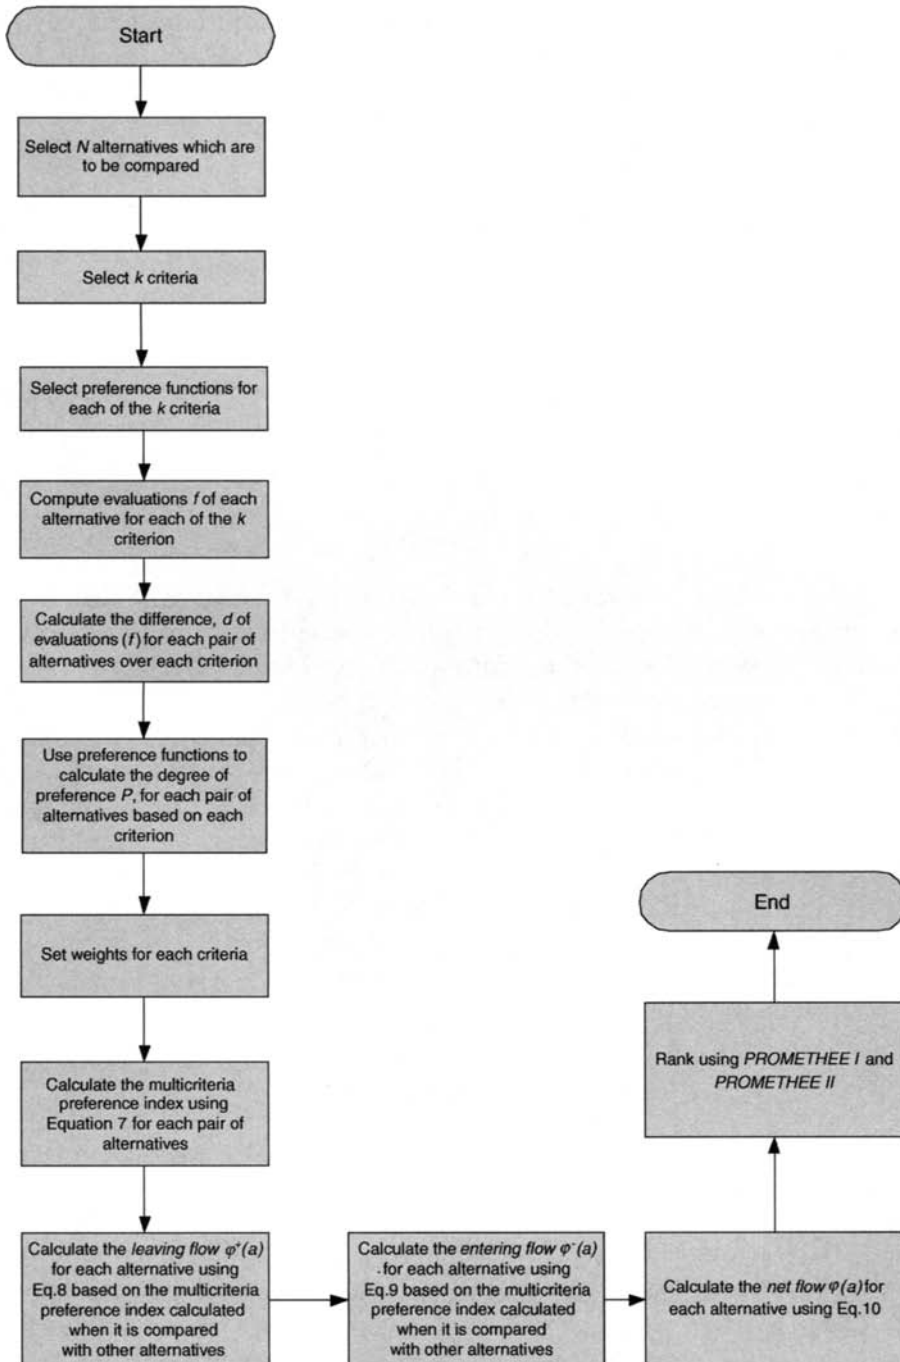 Start
Select N alternatives which are
to be compared
Select k criteria
Select preference functions for
each of the k criteria
Compute evaluations f of each
alternative for each of the k
criterion
Calculate the difference, d of
evaluations (f) for each pair of
alternatives over each criterion
Use preference functions to
calculate the degree of
preference P, for each pair of
alternatives based on each
criterion
Set weights for each criteria
Calculate the multicriteria
preference index using
Equation 7 for each pair of
alternatives
Calculate the leaving flow φ⁺(a)
for each alternative using
Eq.8 based on the multicriteria
preference index calculated
when it is compared
with other alternatives
Calculate the entering flow φ⁻(a)
for each alternative using
Eq.9 based on the multicriteria
preference index calculated
when it is compared
with other alternatives
Calculate the net flow φ(a) for
each alternative using Eq.10
Rank using PROMETHEE I and
PROMETHEE II
End